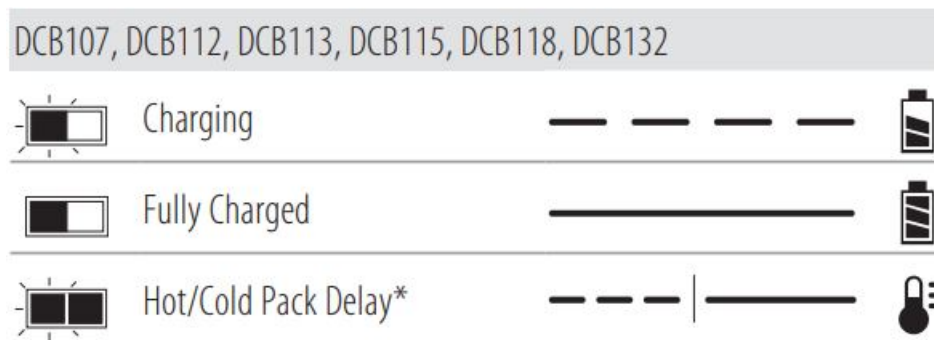 DCB107, DCB112, DCB113, DCB115, DCB118, DCB132
Charging
Fully Charged
Hot/Cold Pack Delay*